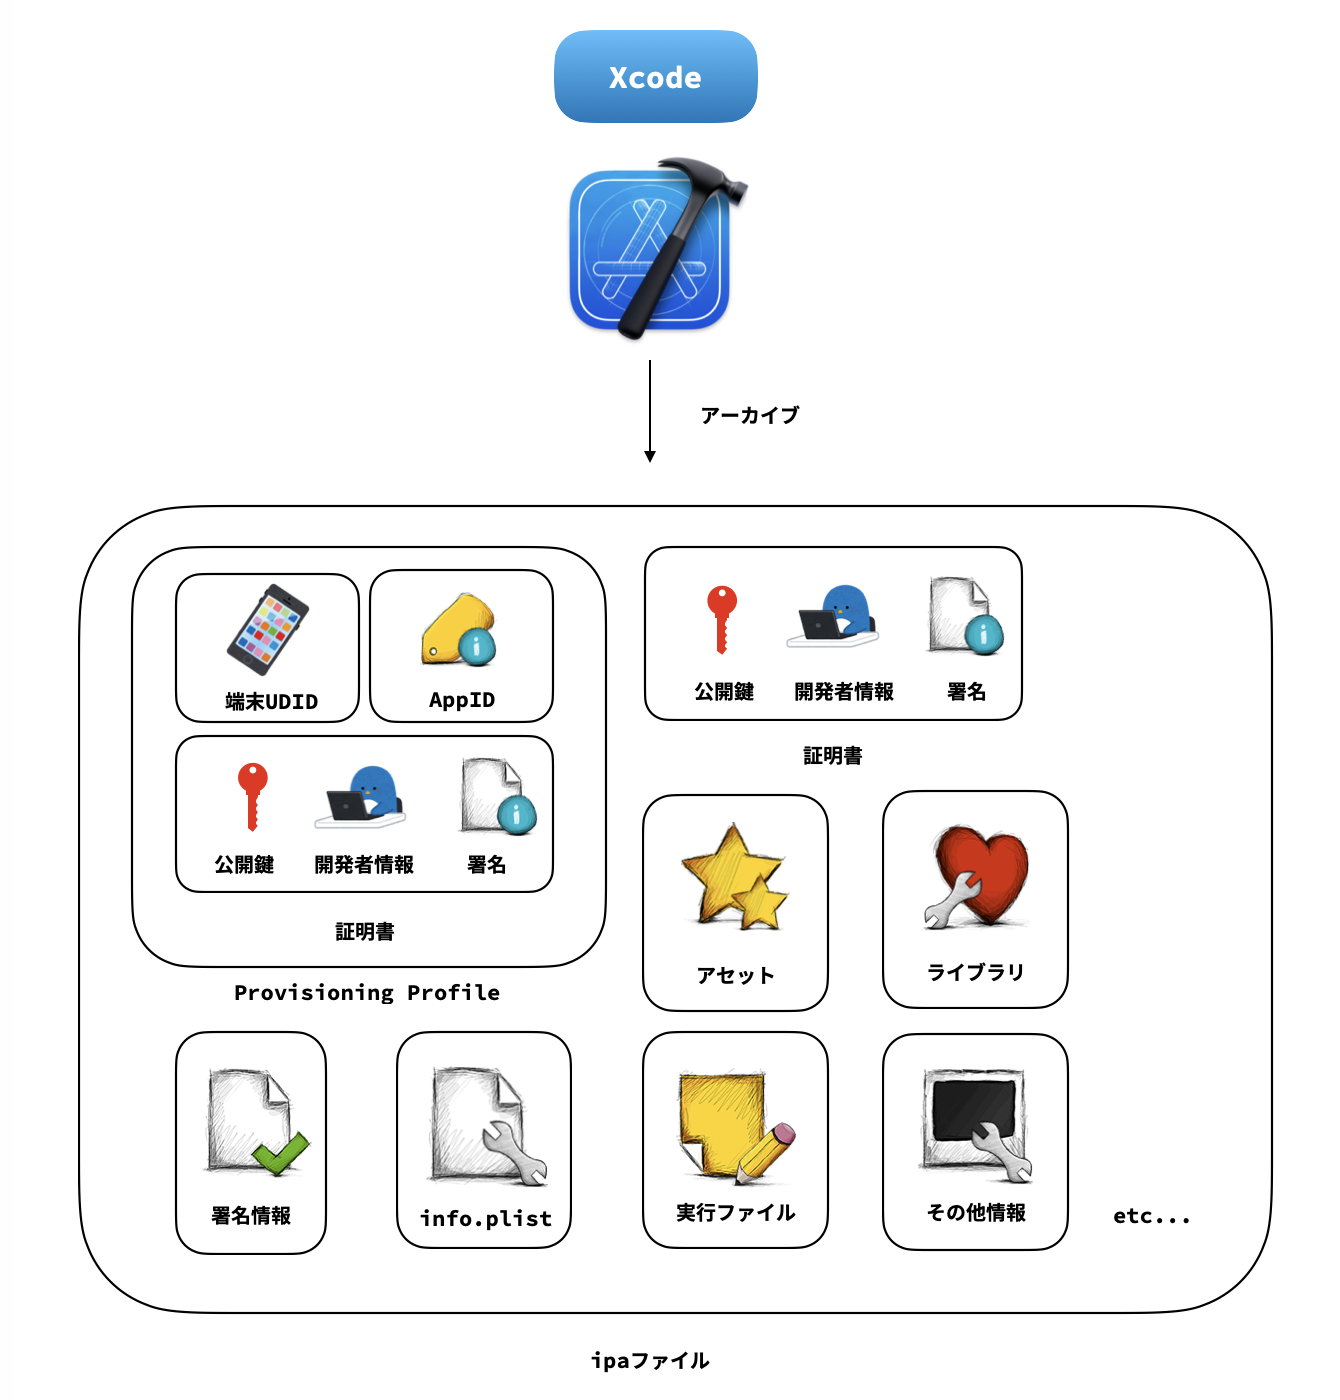 Xcode
アーカイブ
端末UDID
AppID
公開鍵
開発者情報
署名
証明書
Provisioning Profile
公開鍵
開発者情報
署名
証明書
アセット
ライブラリ
署名情報
info.plist
実行ファイル
その他情報
etc...
ipaファイル